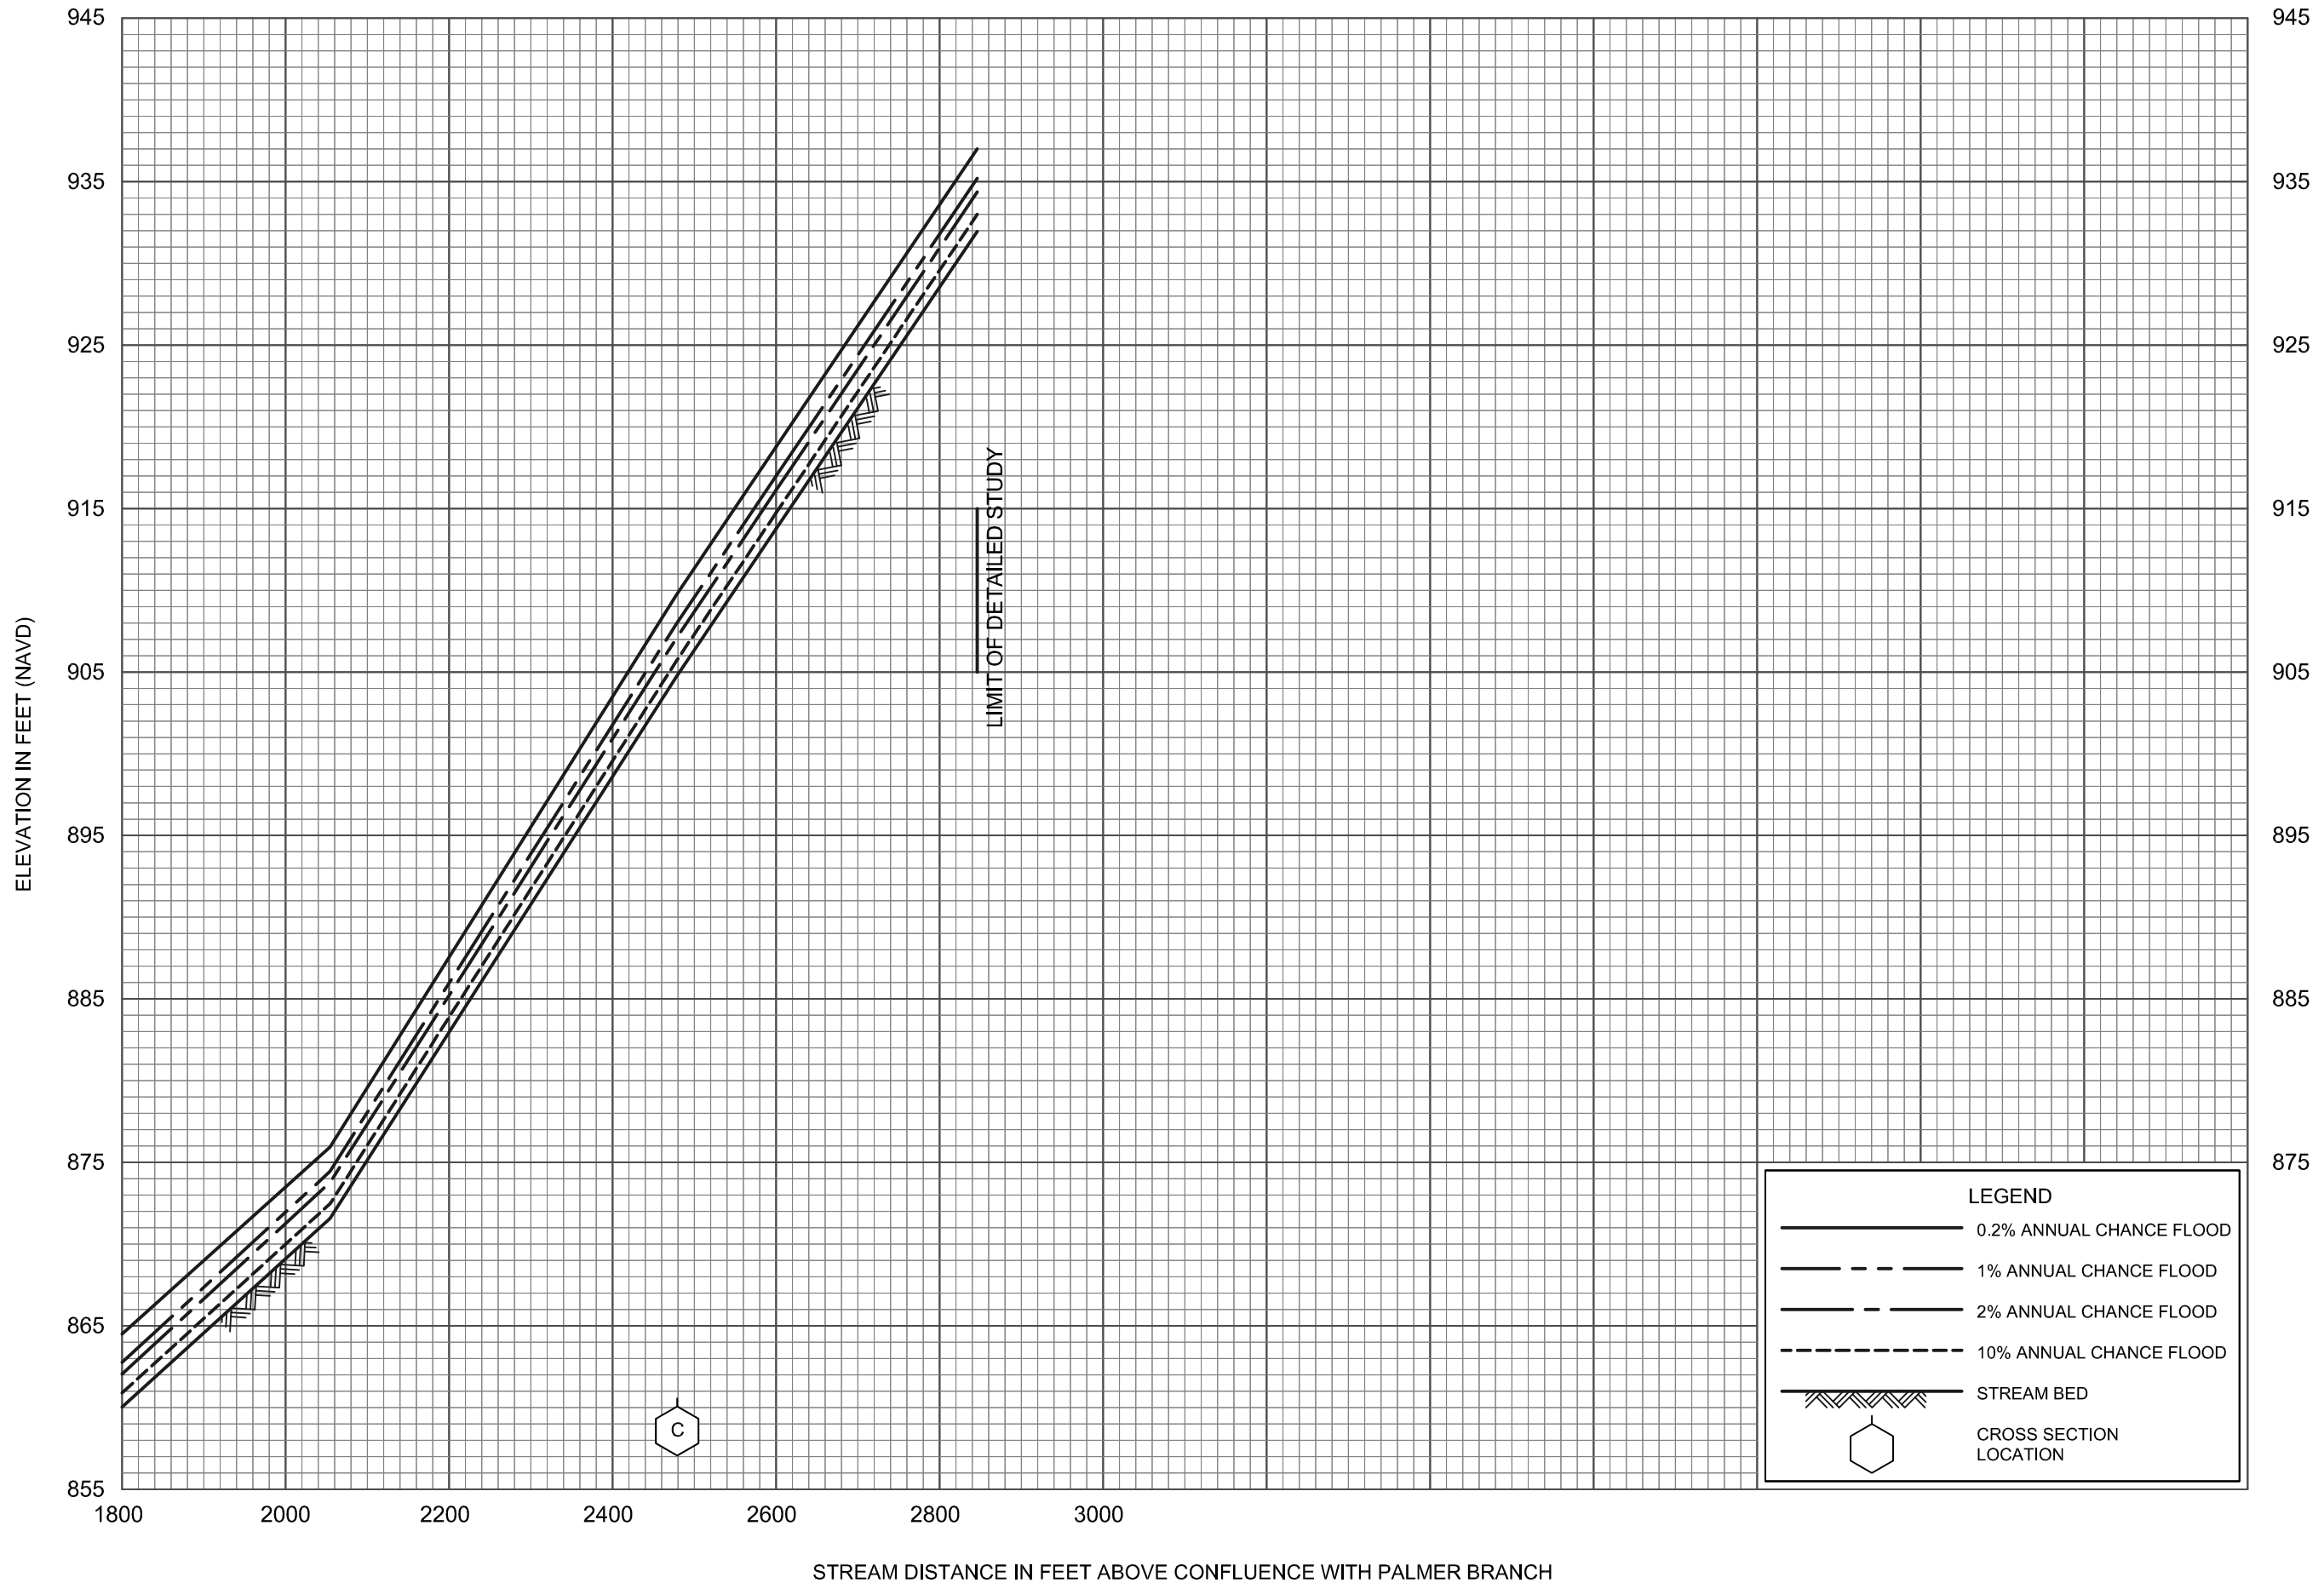 945
945
935
935
925
925
915
915
905
905
895
895
885
885
875
875
865
855
ELEVATION IN FEET (NAVD)
LIMIT OF DETAILED STUDY
C
LEGEND
0.2% ANNUAL CHANCE FLOOD
1% ANNUAL CHANCE FLOOD
2% ANNUAL CHANCE FLOOD
10% ANNUAL CHANCE FLOOD
STREAM BED
CROSS SECTION
LOCATION
1800
2000
2200
2400
2600
2800
3000
STREAM DISTANCE IN FEET ABOVE CONFLUENCE WITH PALMER BRANCH